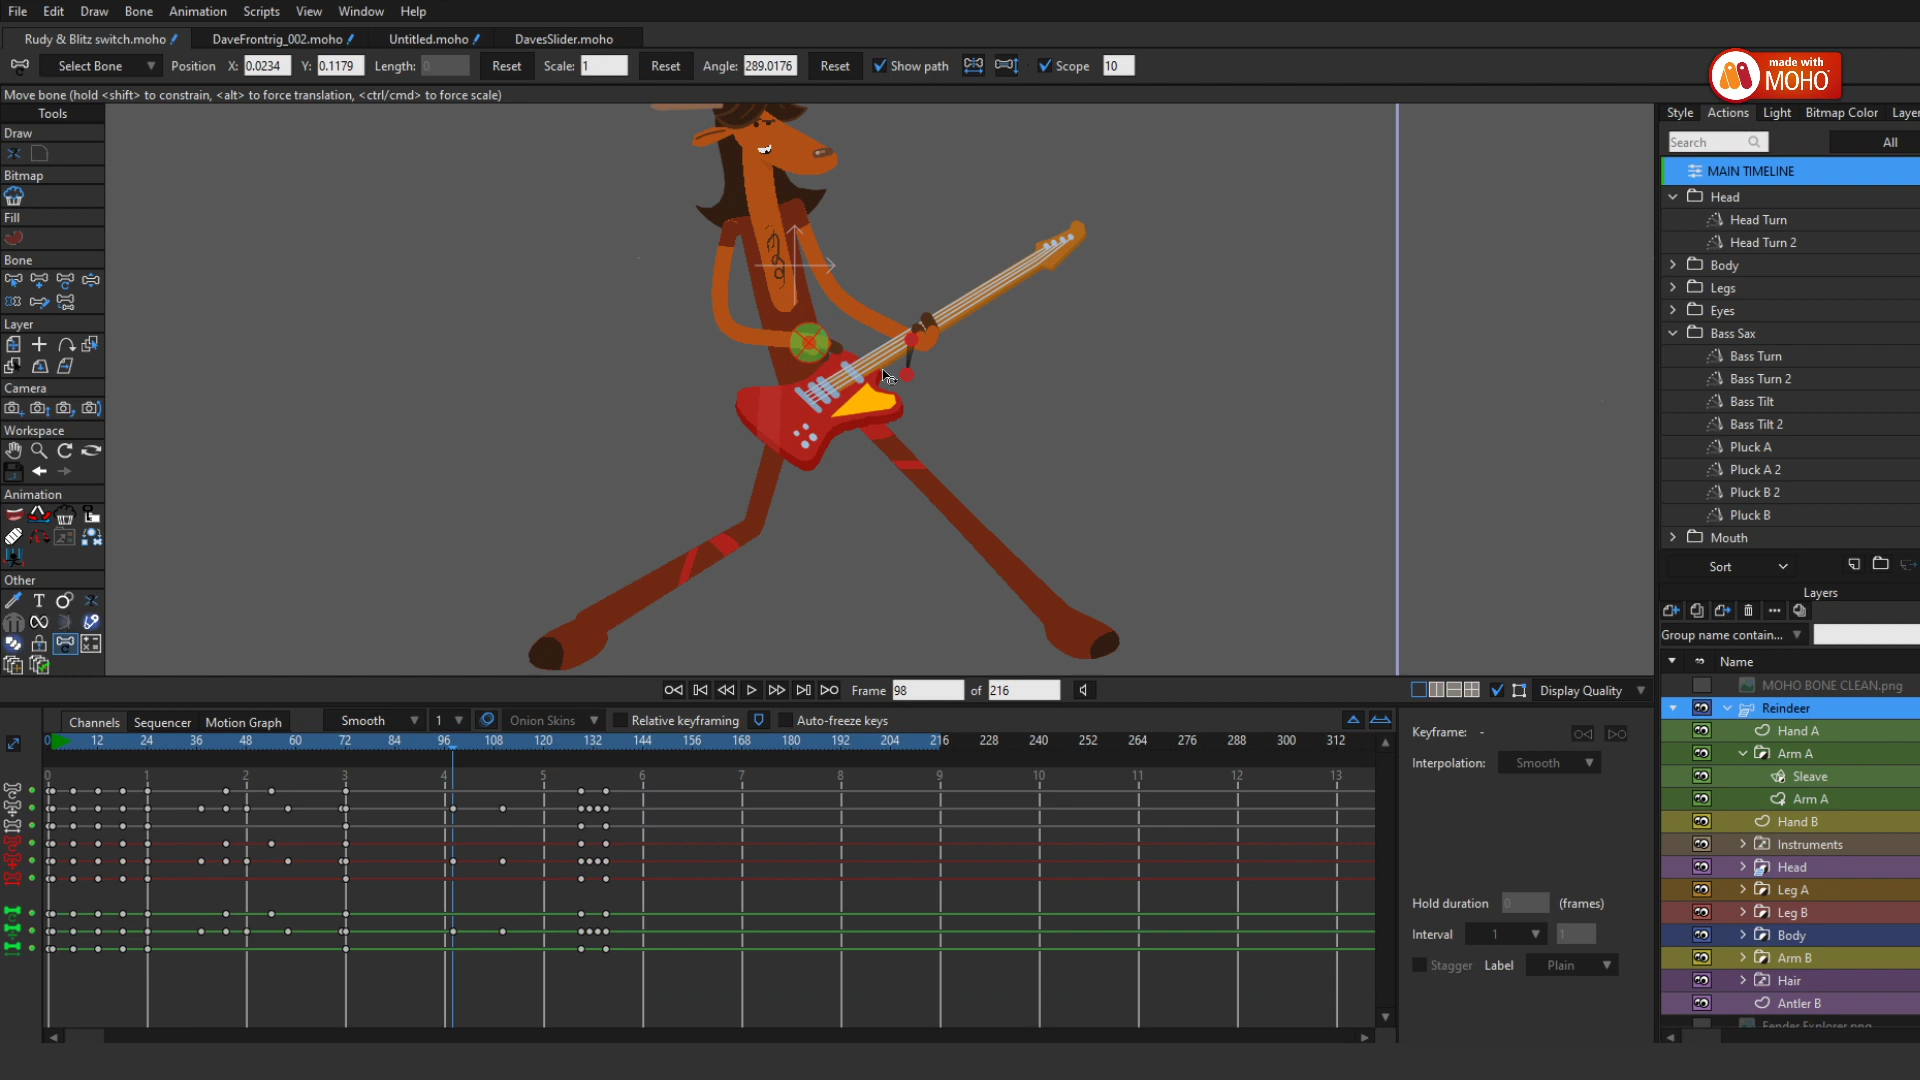 File Edit Draw Bone Animation Scripts View Window Help
Rudy & Blitz switch.moho DaveFrontrig_002.moho Untitled.moho DavesSlider.moho
Select Bone Position X: 0.0234 Y: 0.1179 Length: 0 Reset Scale: 1 Reset Angle: 289.0176 Reset Show path Scope 10
made with
MOHO
Move bone (hold <shift> to constrain, <alt> to force translation, <ctrl/cmd> to force scale)
Tools
Draw
Bitmap
Fill
Bone
Layer
Camera
Workspace
Animation
Other
Style Actions Light Bitmap Color Layer
Search All
MAIN TIMELINE
Head
Head Turn
Head Turn 2
Body
Legs
Eyes
Bass Sax
Bass Turn
Bass Turn 2
Bass Tilt
Bass Tilt 2
Pluck A
Pluck A 2
Pluck B 2
Pluck B
Mouth
Sort
Layers
Group name contain...
Name
MOHO BONE CLEAN.png
Reindeer
Hand A
Arm A
Sleave
Arm A
Hand B
Instruments
Head
Leg A
Leg B
Body
Arm B
Hair
Antler B
Fender Explorer.png
Frame 98 of 216 Display Quality
Channels Sequencer Motion Graph Smooth 1 Onion Skins Relative keyframing Auto-freeze keys
0 12 24 36 48 60 72 84 96 108 120 132 144 156 168 180 192 204 216 228 240 252 264 276 288 300 312
0 1 2 3 4 5 6 7 8 9 10 11 12 13
Keyframe: -
Interpolation: Smooth
Hold duration 0 (frames)
Interval 1 1
Stagger Label Plain